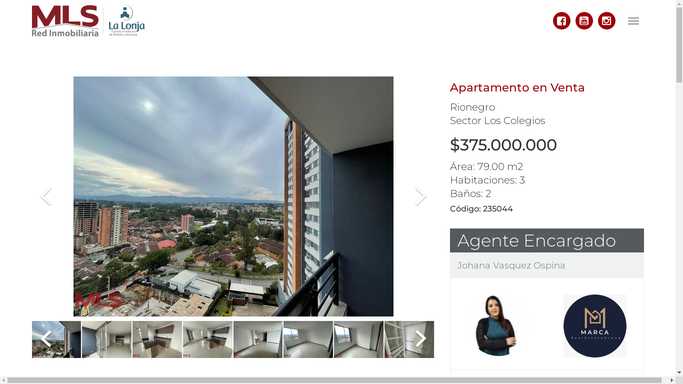 MLS
Red Inmobiliaria
La Lonja
Apartamento en Venta
Rionegro
Sector Los Colegios
$375.000.000
Área: 79.00 m2
Habitaciones: 3
Baños: 2
Código: 235044
Agente Encargado
Johana Vasquez Ospina
MLS
MARCA